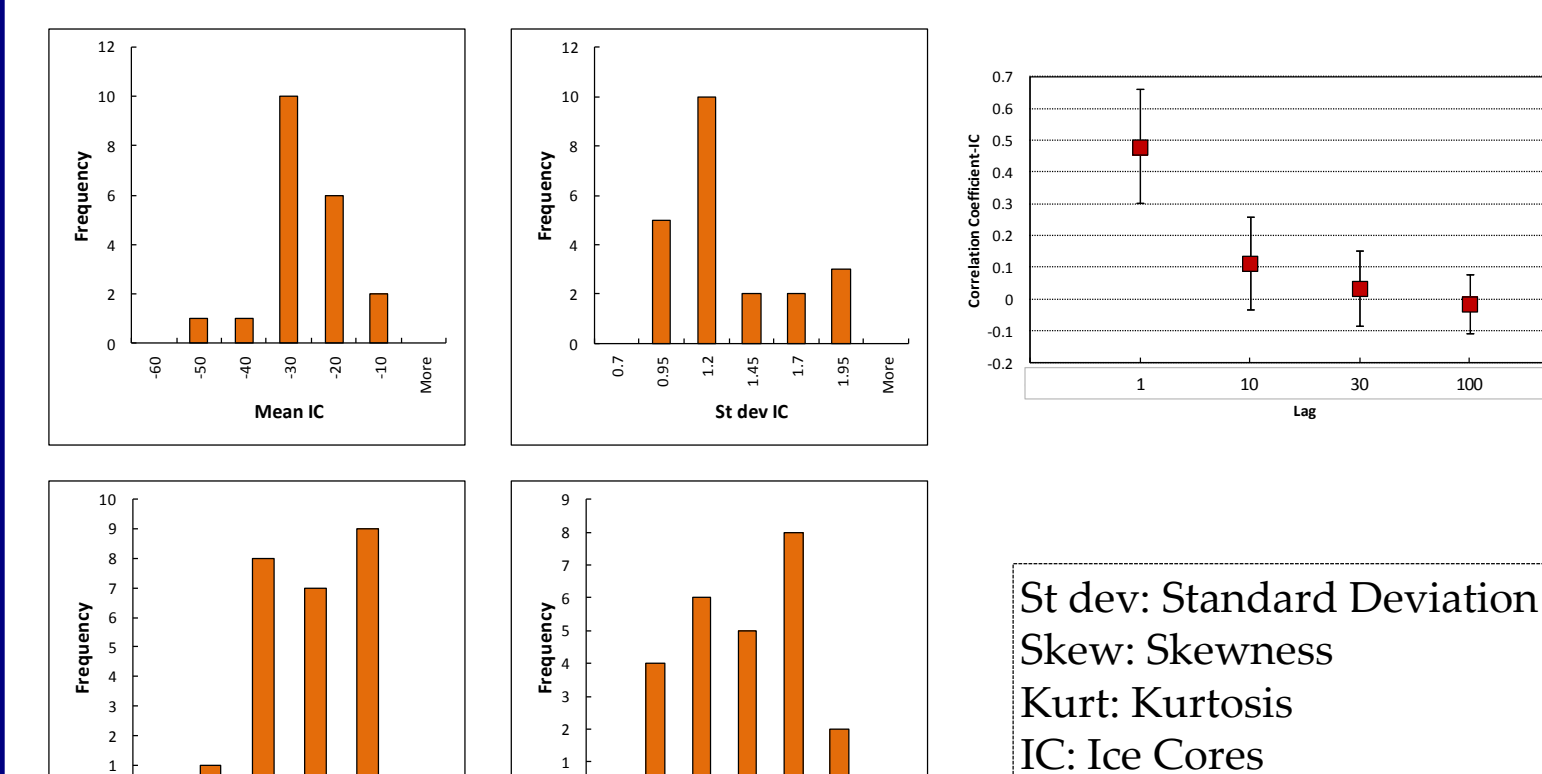 12
10
8
6
4
2
0
Frequency
-60 -50 -40 -30 -20 -10 More
Mean IC
12
10
8
6
4
2
0
Frequency
0.7 0.95 1.2 1.45 1.7 1.95 More
St dev IC
0.7
0.6
0.5
0.4
0.3
0.2
0.1
0
-0.1
-0.2
Correlation Coefficient-IC
1 10 30 100
Lag
10
9
8
7
6
5
4
3
2
1
Frequency
9
8
7
6
5
4
3
2
1
Frequency
St dev: Standard Deviation
Skew: Skewness
Kurt: Kurtosis
IC: Ice Cores